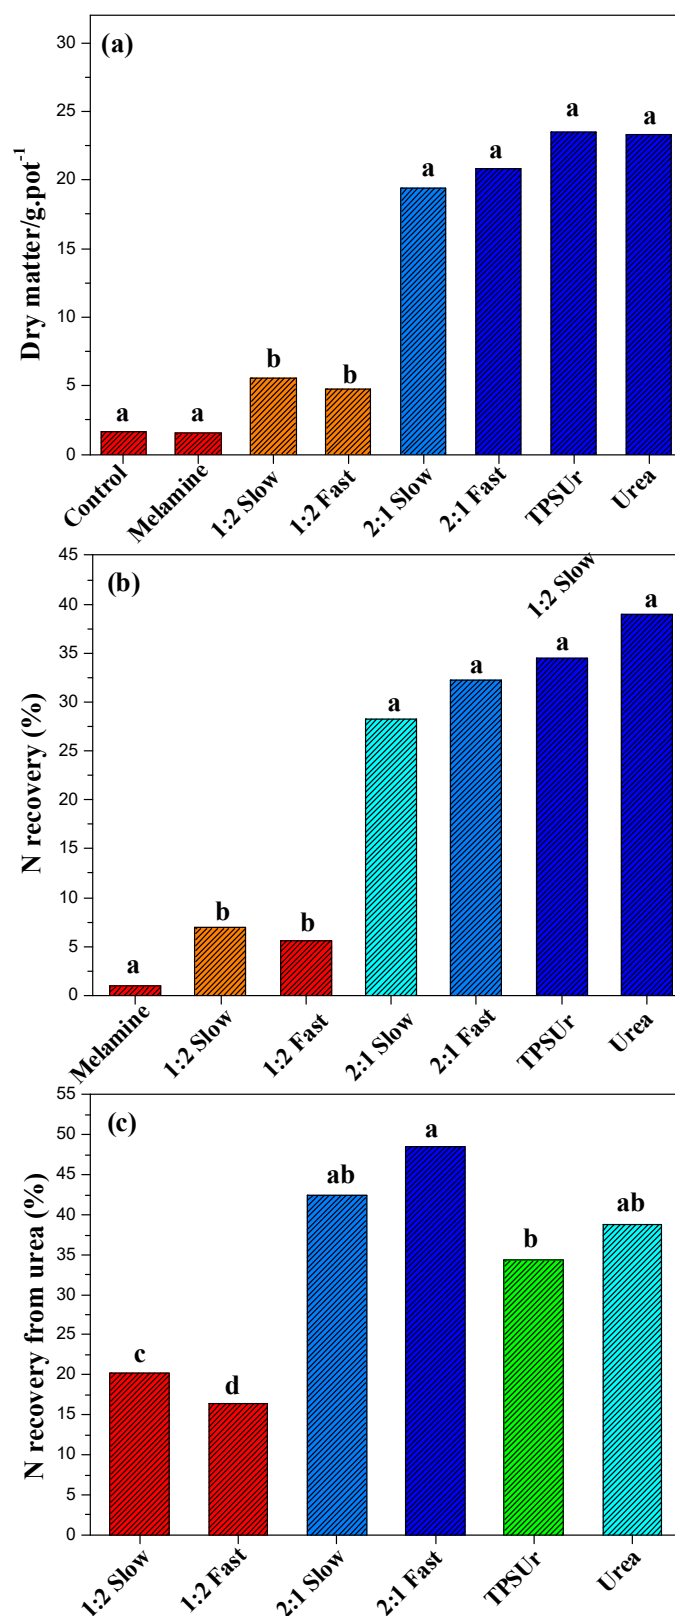 (a)
30
25
20
15
10
5
0
Dry matter/g.pot-1
a
a
b
b
a
a
a
a
Control
Melamine
1:2 Slow
1:2 Fast
2:1 Slow
2:1 Fast
TPSUr
Urea
(b)
1:2 Slow
45
40
35
30
25
20
15
10
5
0
N recovery (%)
a
b
b
a
a
a
a
Melamine
1:2 Slow
1:2 Fast
2:1 Slow
2:1 Fast
TPSUr
Urea
(c)
55
50
45
40
35
30
25
20
15
10
5
0
N recovery from urea (%)
c
d
ab
a
b
ab
1:2 Slow
1:2 Fast
2:1 Slow
2:1 Fast
TPSUr
Urea